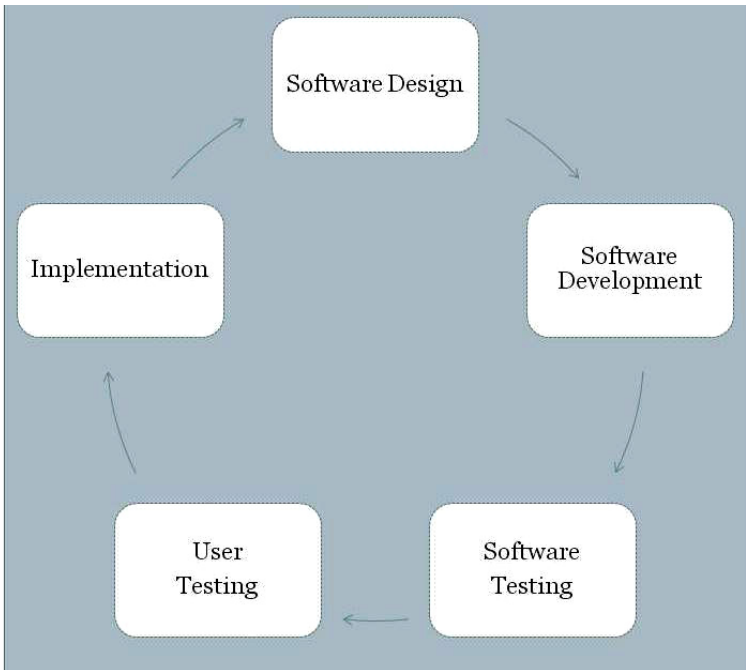 Software Design
Software
Development
Software
Testing
User
Testing
Implementation